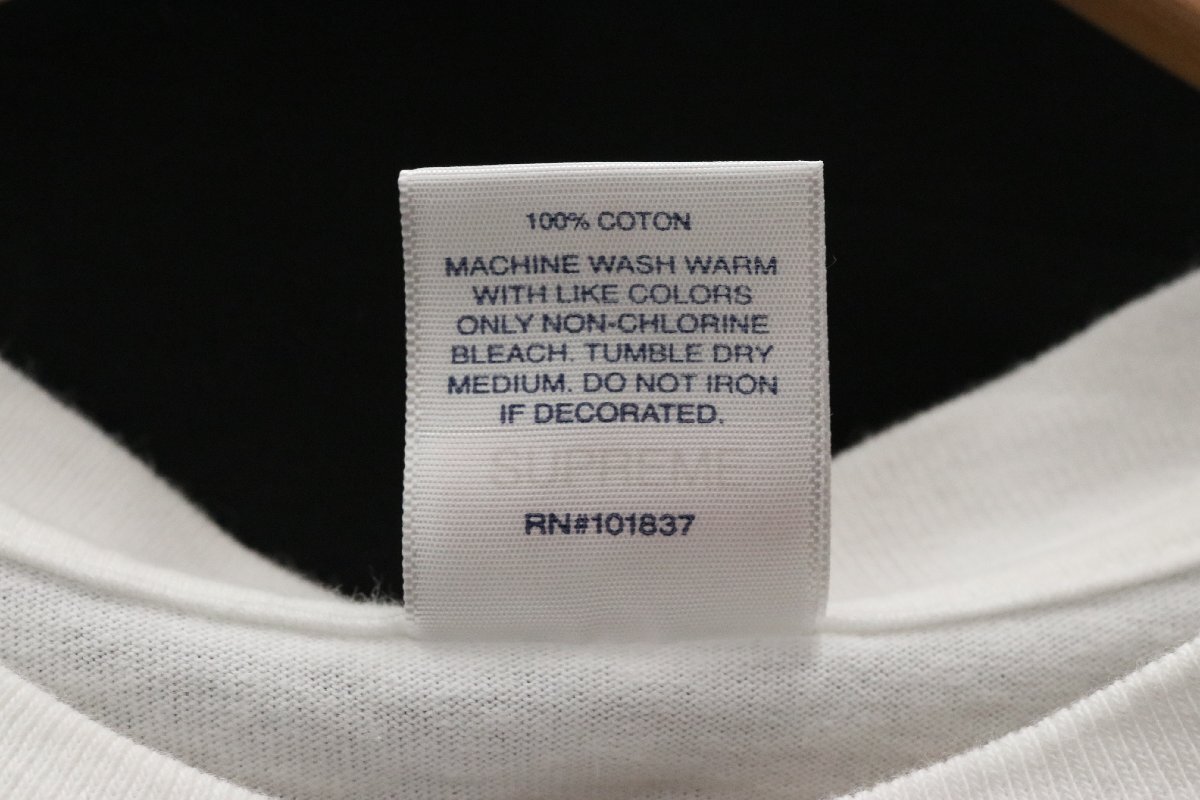 100% COTON
MACHINE WASH WARM
WITH LIKE COLORS
ONLY NON-CHLORINE
BLEACH. TUMBLE DRY
MEDIUM. DO NOT IRON
IF DECORATED.
SUPREME
RN#101837